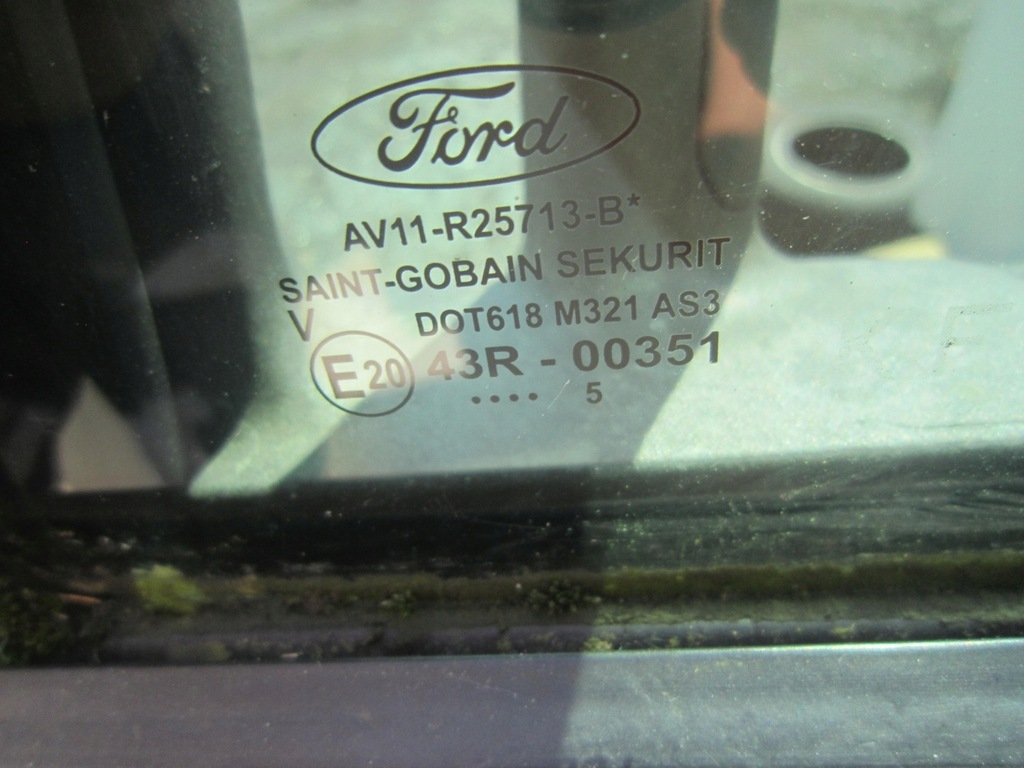 Ford
AV11-R25713-B*
SAINT-GOBAIN SEKURIT
V DOT618 M321 AS3
E20 43R - 00351
.... 5